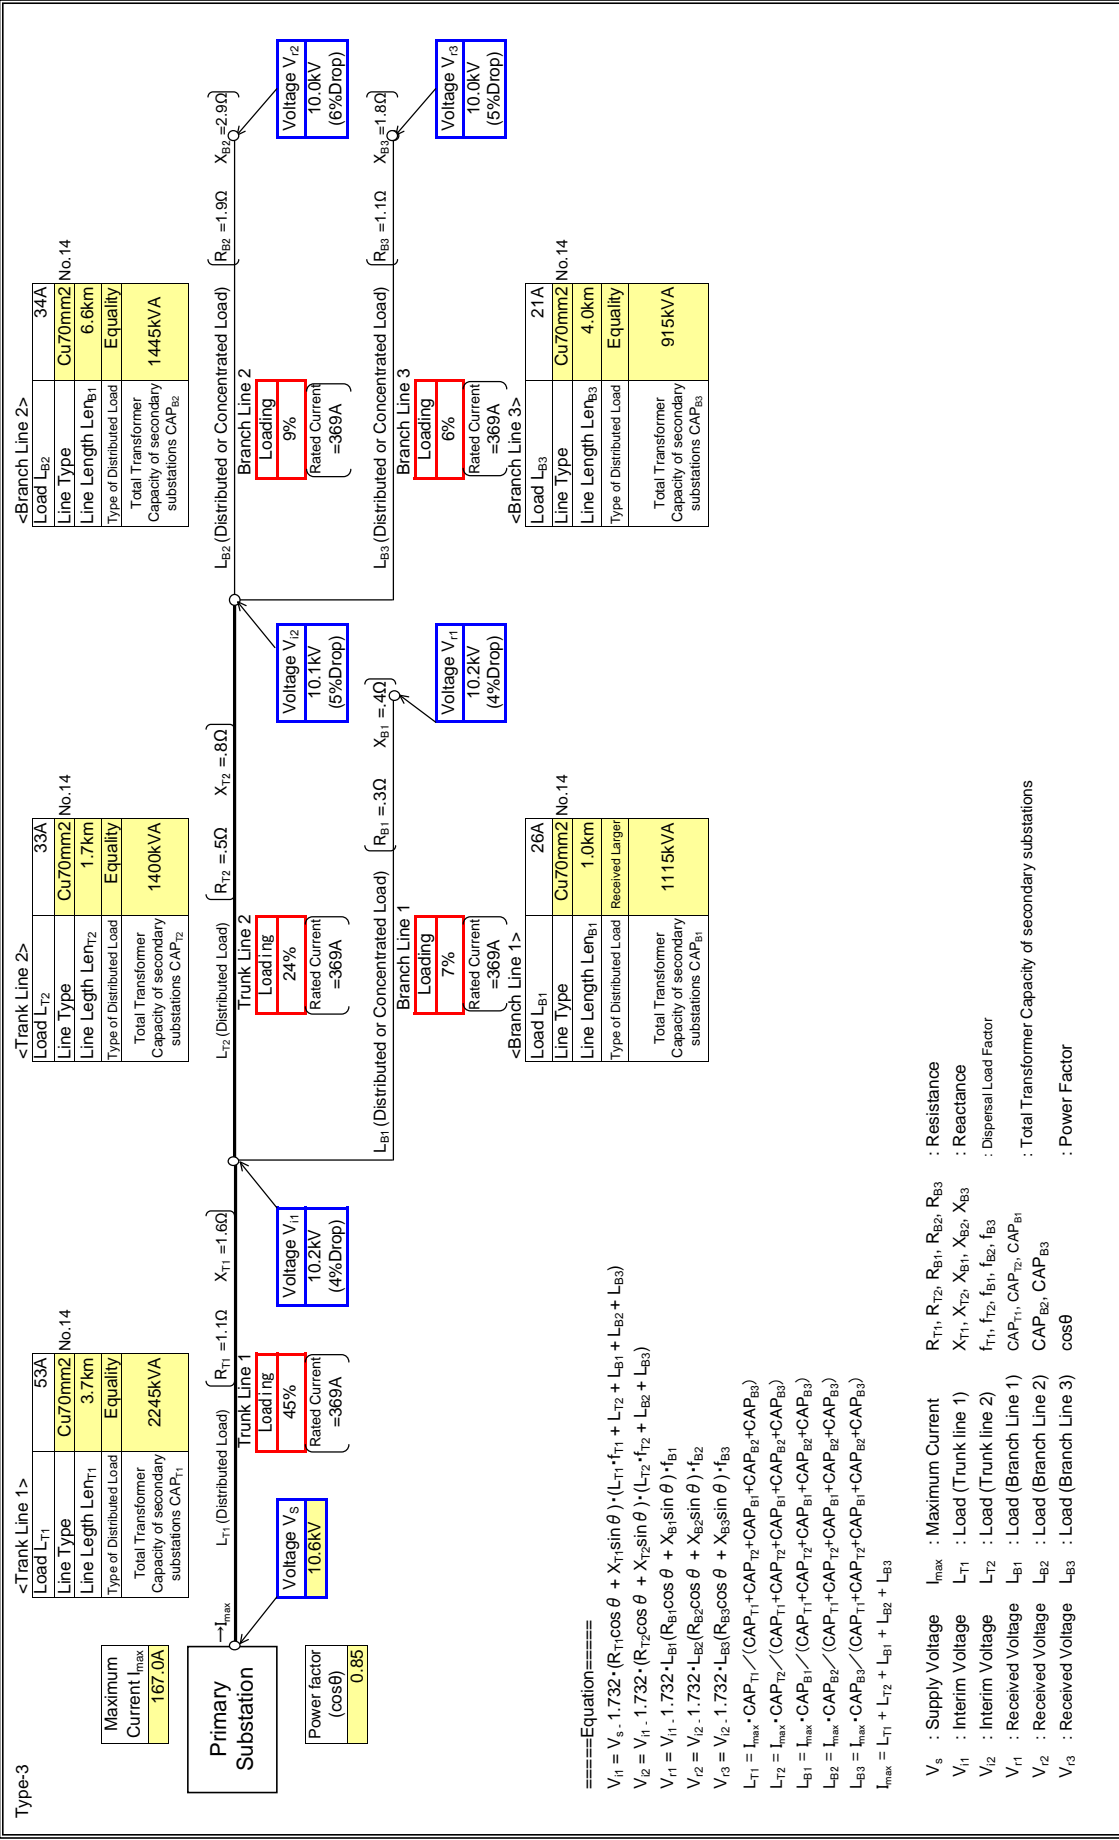 Type-3
Maximum
Current Imax
167.0A
Primary
Substation
→Imax
Power factor
(cosθ)
0.85
Voltage VS
10.6kV
<Trank Line 1>
Load LT1 53A
Line Type Cu70mm2 No.14
Line Legth LenT1 3.7km
Type of Distributed Load Equality
Total Transformer
Capacity of secondary
substations CAPT1
2245kVA
LT1 (Distributed Load)
RT1 =1.1Ω XT1 =1.6Ω
Trunk Line 1
Loading
45%
Rated Current
=369A
Voltage Vi1
10.2kV
(4%Drop)
<Trank Line 2>
Load LT2 33A
Line Type Cu70mm2 No.14
Line Legth LenT2 1.7km
Type of Distributed Load Equality
Total Transformer
Capacity of secondary
substations CAPT2
1400kVA
LT2 (Distributed Load)
RT2 =.5Ω XT2 =.8Ω
Trunk Line 2
Loading
24%
Rated Current
=369A
Voltage Vi2
10.1kV
(5%Drop)
LB1 (Distributed or Concentrated Load)
RB1 =.3Ω XB1 =.4Ω
Branch Line 1
Loading
7%
Rated Current
=369A
Voltage Vr1
10.2kV
(4%Drop)
<Branch Line 1>
Load LB1 26A
Line Type Cu70mm2 No.14
Line Length LenB1 1.0km
Type of Distributed Load Received Larger
Total Transformer
Capacity of secondary
substations CAPB1
1115kVA
<Branch Line 2>
Load LB2 34A
Line Type Cu70mm2 No.14
Line Length LenB1 6.6km
Type of Distributed Load Equality
Total Transformer
Capacity of secondary
substations CAPB2
1445kVA
LB2 (Distributed or Concentrated Load)
RB2 =1.9Ω XB2 =2.9Ω
Branch Line 2
Loading
9%
Rated Current
=369A
Voltage Vr2
10.0kV
(6%Drop)
LB3 (Distributed or Concentrated Load)
RB3 =1.1Ω XB3 =1.8Ω
Branch Line 3
Loading
6%
Rated Current
=369A
Voltage Vr3
10.0kV
(5%Drop)
<Branch Line 3>
Load LB3 21A
Line Type Cu70mm2 No.14
Line Length LenB3 4.0km
Type of Distributed Load Equality
Total Transformer
Capacity of secondary
substations CAPB3
915kVA
=====Equation=====
Vi1 = Vs - 1.732・(RT1cosθ + XT1sinθ)・(LT1・fT1 + LT2 + LB1 + LB2 + LB3)
Vi2 = Vi1 - 1.732・(RT2cosθ + XT2sinθ)・(LT2・fT2 + LB2 + LB3)
Vr1 = Vi1 - 1.732・LB1(RB1cosθ + XB1sinθ)・fB1
Vr2 = Vi2 - 1.732・LB2(RB2cosθ + XB2sinθ)・fB2
Vr3 = Vi2 - 1.732・LB3(RB3cosθ + XB3sinθ)・fB3
LT1 = Imax・CAPT1／(CAPT1+CAPT2+CAPB1+CAPB2+CAPB3)
LT2 = Imax・CAPT2／(CAPT1+CAPT2+CAPB1+CAPB2+CAPB3)
LB1 = Imax・CAPB1／(CAPT1+CAPT2+CAPB1+CAPB2+CAPB3)
LB2 = Imax・CAPB2／(CAPT1+CAPT2+CAPB1+CAPB2+CAPB3)
LB3 = Imax・CAPB3／(CAPT1+CAPT2+CAPB1+CAPB2+CAPB3)
Imax = LT1 + LT2 + LB1 + LB2 + LB3
Vs : Supply Voltage Imax : Maximum Current RT1, RT2, RB1, RB2, RB3 : Resistance
Vi1 : Interim Voltage LT1 : Load (Trunk line 1) XT1, XT2, XB1, XB2, XB3 : Reactance
Vi2 : Interim Voltage LT2 : Load (Trunk line 2) fT1, fT2, fB1, fB2, fB3 : Dispersal Load Factor
Vr1 : Received Voltage LB1 : Load (Branch Line 1) CAPT1, CAPT2, CAPB1
Vr2 : Received Voltage LB2 : Load (Branch Line 2) CAPB2, CAPB3 : Total Transformer Capacity of secondary substations
Vr3 : Received Voltage LB3 : Load (Branch Line 3) cosθ : Power Factor